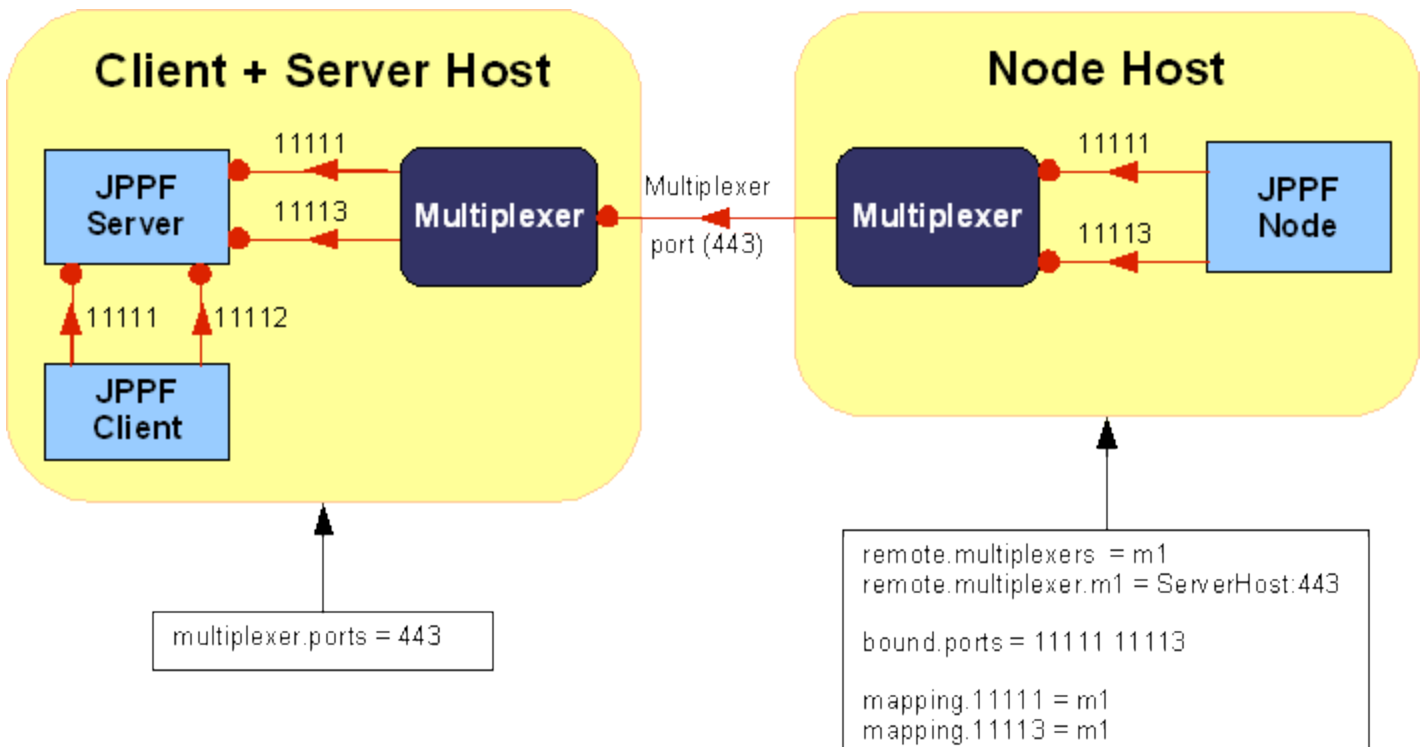 Client + Server Host
JPPF
Server
11111
11113
Multiplexer
11111
11112
JPPF
Client
Multiplexer
port (443)
Node Host
Multiplexer
11111
11113
JPPF
Node
multiplexer.ports = 443
remote.multiplexers = m1
remote.multiplexer.m1 = ServerHost:443
bound.ports = 11111 11113
mapping.11111 = m1
mapping.11113 = m1